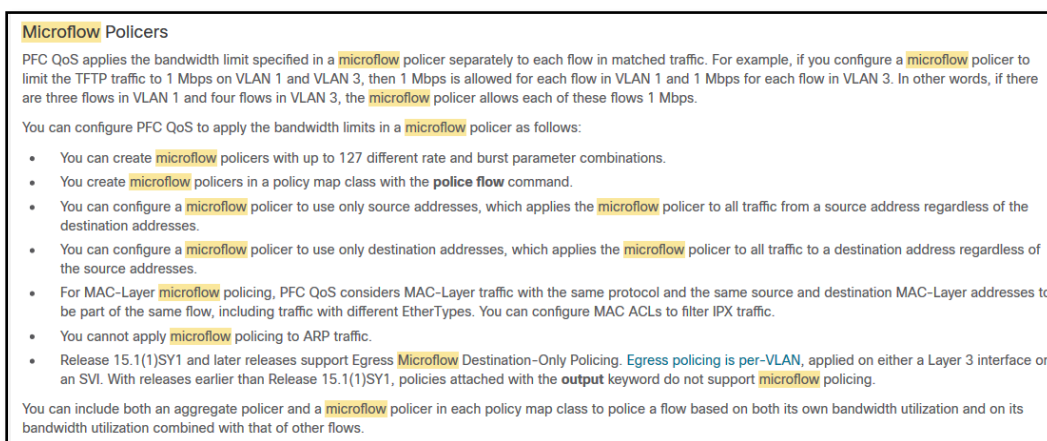 Microflow Policers
PFC QoS applies the bandwidth limit specified in a microflow policer separately to each flow in matched traffic. For example, if you configure a microflow policer to
limit the TFTP traffic to 1 Mbps on VLAN 1 and VLAN 3, then 1 Mbps is allowed for each flow in VLAN 1 and 1 Mbps for each flow in VLAN 3. In other words, if there
are three flows in VLAN 1 and four flows in VLAN 3, the microflow policer allows each of these flows 1 Mbps.
You can configure PFC QoS to apply the bandwidth limits in a microflow policer as follows:
• You can create microflow policers with up to 127 different rate and burst parameter combinations.
• You create microflow policers in a policy map class with the police flow command.
• You can configure a microflow policer to use only source addresses, which applies the microflow policer to all traffic from a source address regardless of the
destination addresses.
• You can configure a microflow policer to use only destination addresses, which applies the microflow policer to all traffic to a destination address regardless of
the source addresses.
• For MAC-Layer microflow policing, PFC QoS considers MAC-Layer traffic with the same protocol and the same source and destination MAC-Layer addresses to
be part of the same flow, including traffic with different EtherTypes. You can configure MAC ACLs to filter IPX traffic.
• You cannot apply microflow policing to ARP traffic.
• Release 15.1(1)SY1 and later releases support Egress Microflow Destination-Only Policing. Egress policing is per-VLAN, applied on either a Layer 3 interface or
an SVI. With releases earlier than Release 15.1(1)SY1, policies attached with the output keyword do not support microflow policing.
You can include both an aggregate policer and a microflow policer in each policy map class to police a flow based on both its own bandwidth utilization and on its
bandwidth utilization combined with that of other flows.